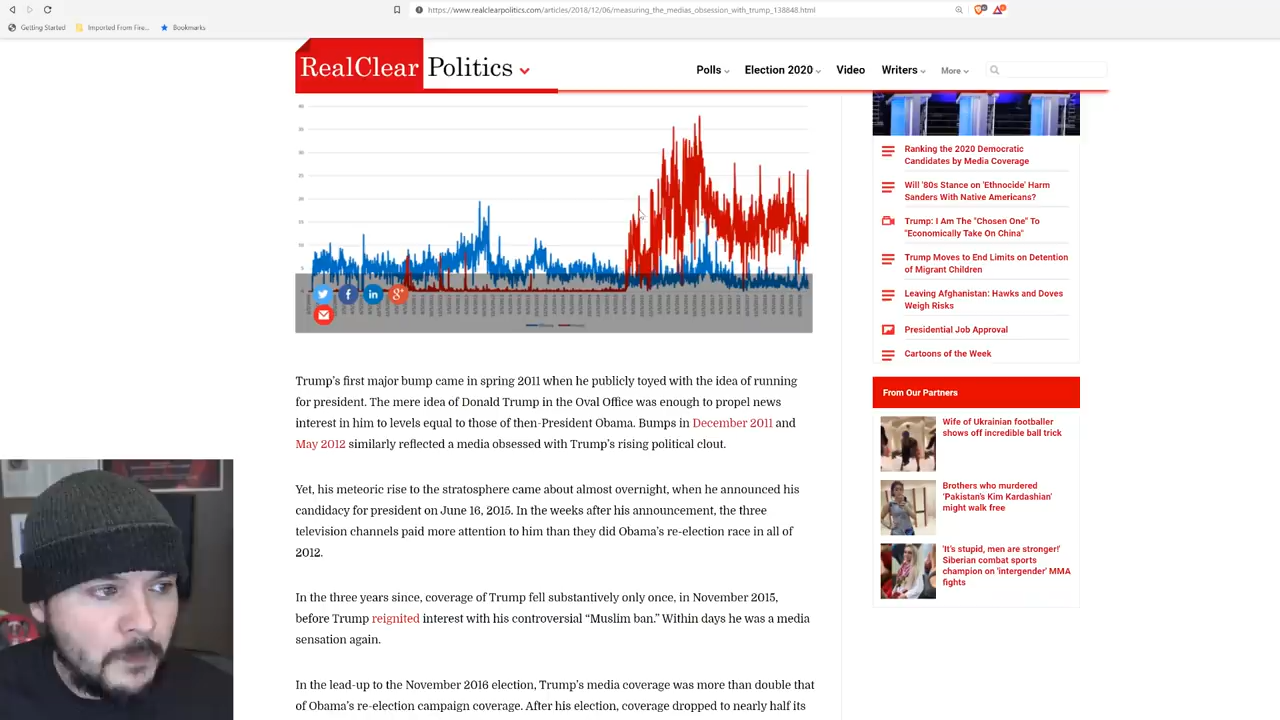 https://www.realclearpolitics.com/articles/2018/12/06/measuring_the_medias_obsession_with_trump_138848.html
Getting Started
Imported From Fire...
Bookmarks
RealClear Politics
Polls
Election 2020
Video
Writers
More
40
35
30
25
20
15
10
5
0
Trump's first major bump came in spring 2011 when he publicly toyed with the idea of running
for president. The mere idea of Donald Trump in the Oval Office was enough to propel news
interest in him to levels equal to those of then-President Obama. Bumps in December 2011 and
May 2012 similarly reflected a media obsessed with Trump's rising political clout.
Yet, his meteoric rise to the stratosphere came about almost overnight, when he announced his
candidacy for president on June 16, 2015. In the weeks after his announcement, the three
television channels paid more attention to him than they did Obama's re-election race in all of
2012.
In the three years since, coverage of Trump fell substantively only once, in November 2015,
before Trump reignited interest with his controversial “Muslim ban.” Within days he was a media
sensation again.
In the lead-up to the November 2016 election, Trump's media coverage was more than double that
of Obama's re-election campaign coverage. After his election, coverage dropped to nearly half its
Ranking the 2020 Democratic
Candidates by Media Coverage
Will '80s Stance on 'Ethnocide' Harm
Sanders With Native Americans?
Trump: I Am The "Chosen One" To
"Economically Take On China"
Trump Moves to End Limits on Detention
of Migrant Children
Leaving Afghanistan: Hawks and Doves
Weigh Risks
Presidential Job Approval
Cartoons of the Week
From Our Partners
Wife of Ukrainian footballer
shows off incredible ball trick
Brothers who murdered
'Pakistan's Kim Kardashian'
might walk free
'It's stupid, men are stronger!'
Siberian combat sports
champion on 'intergender' MMA
fights